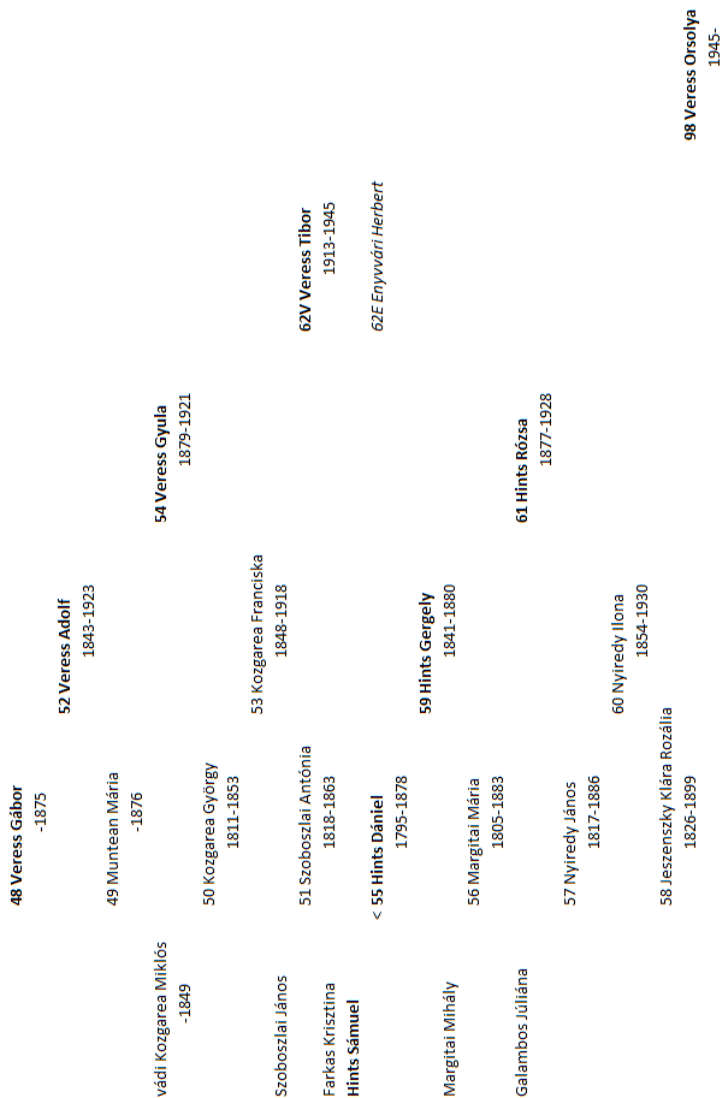 48 Veress Gábor
-1875
52 Veress Adolf
1843-1923
49 Muntean Mária
-1876
vádi Kozgarea Miklós
-1849
54 Veress Gyula
1879-1921
50 Kozgarea György
1811-1853
53 Kozgarea Franciska
1848-1918
Szoboszlai János
51 Szoboszlai Antónia
1818-1863
62V Veress Tibor
1913-1945
Farkas Krisztina
Hints Sámuel
< 55 Hints Dániel
1795-1878
62E Enyvvári Herbert
59 Hints Gergely
1841-1880
Margitai Mihály
56 Margitai Mária
1805-1883
Galambos Júliána
61 Hints Rózsa
1877-1928
57 Nyiredy János
1817-1886
60 Nyiredy Ilona
1854-1930
58 Jeszenszky Klára Rozália
1826-1899
98 Veress Orsolya
1945-